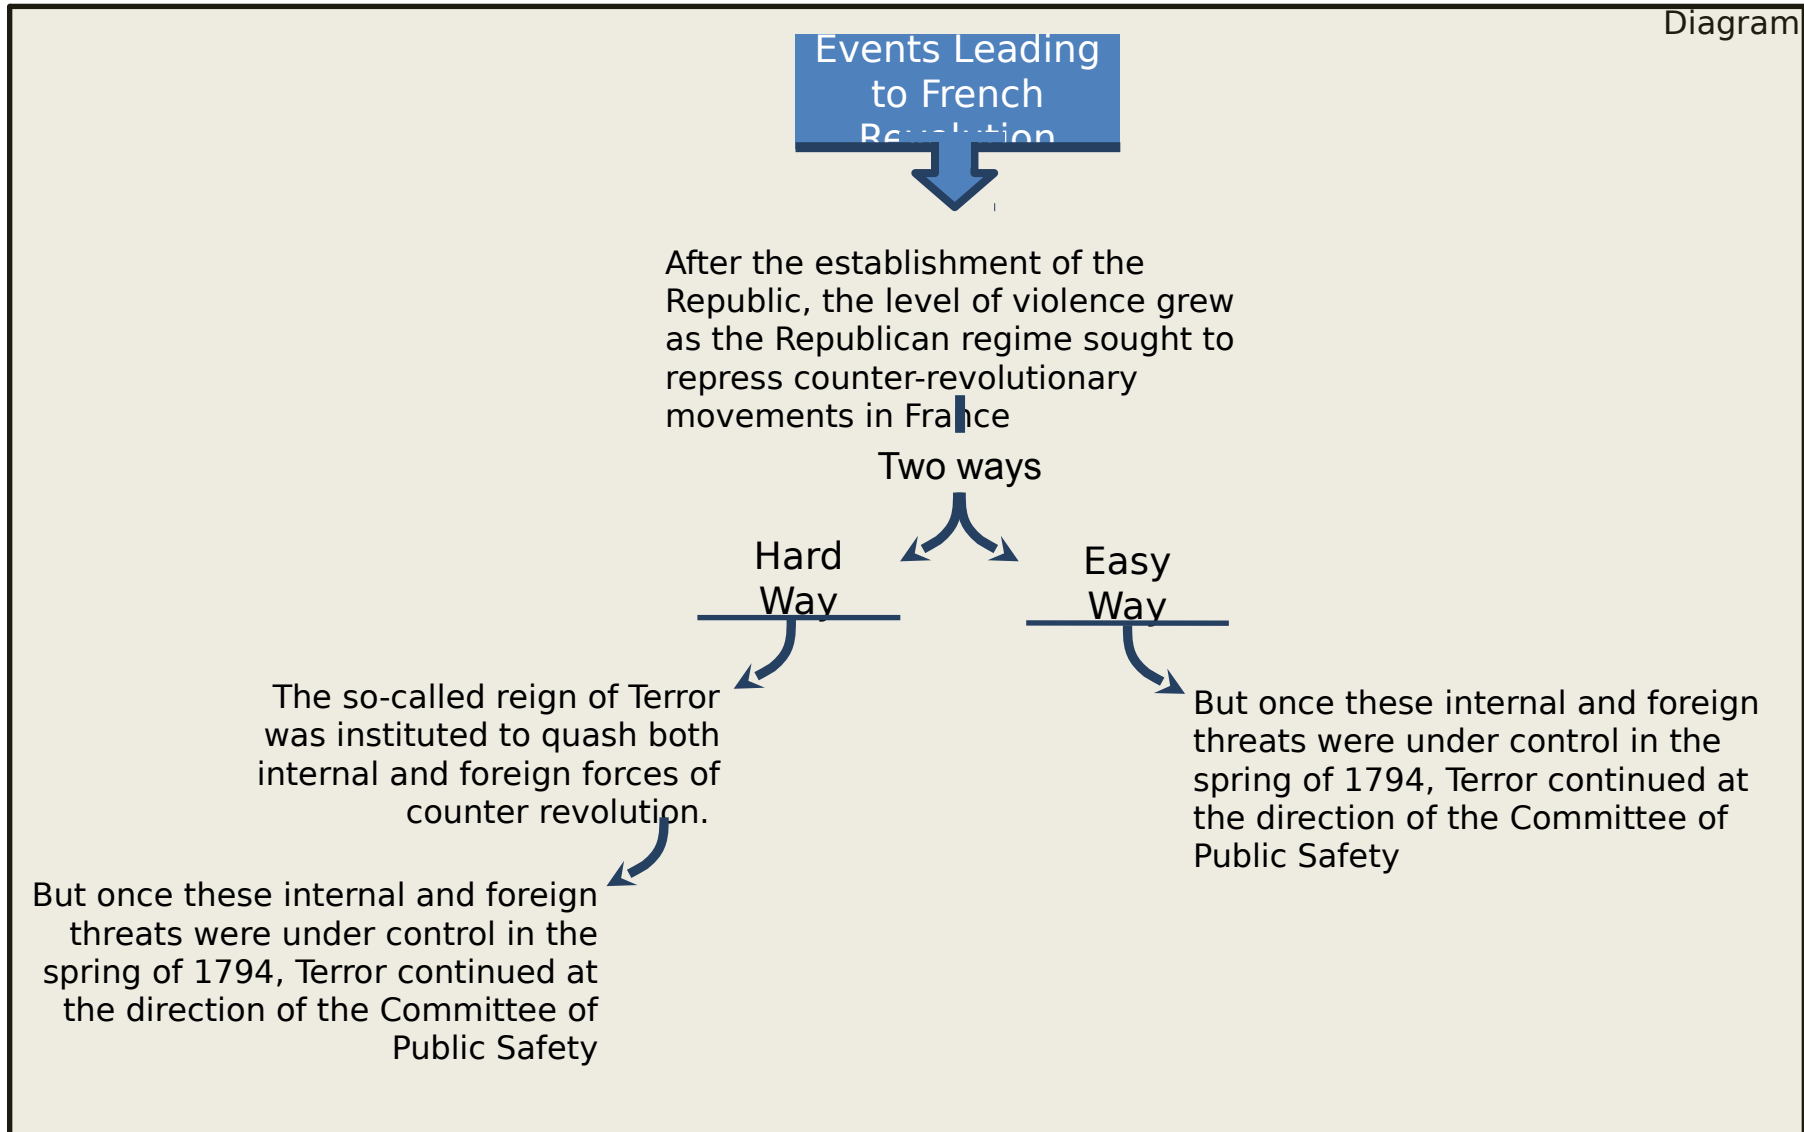 Diagram
Events Leading
to French
Revolution
After the establishment of the
Republic, the level of violence grew
as the Republican regime sought to
repress counter-revolutionary
movements in France
Two ways
Hard
Way
Easy
Way
The so-called reign of Terror
was instituted to quash both
internal and foreign forces of
counter revolution.
But once these internal and foreign
threats were under control in the
spring of 1794, Terror continued at
the direction of the Committee of
Public Safety
But once these internal and foreign
threats were under control in the
spring of 1794, Terror continued at
the direction of the Committee of
Public Safety